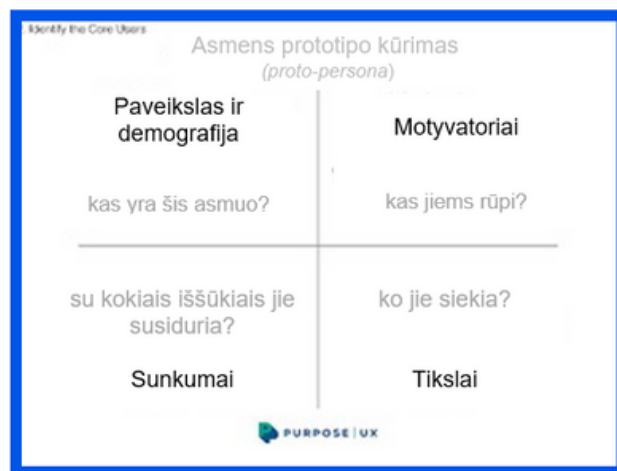 . Identify the Core Users
Asmens prototipo kūrimas
(proto-persona)
Paveikslas ir
demografija
Motyvatoriai
kas yra šis asmuo?
kas jiems rūpi?
su kokiais iššūkiais jie
susiduria?
ko jie siekia?
Sunkumai
Tikslai
PURPOSE | UX